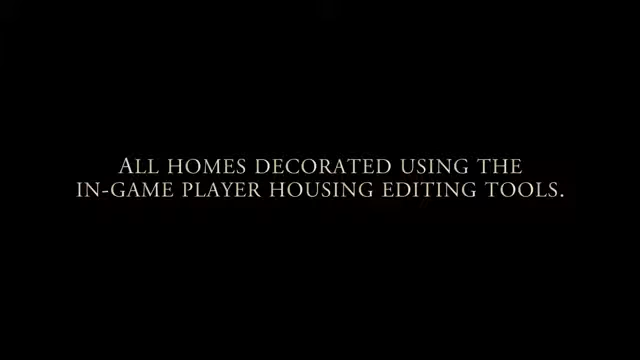 ALL HOMES DECORATED USING THE
IN-GAME PLAYER HOUSING EDITING TOOLS.